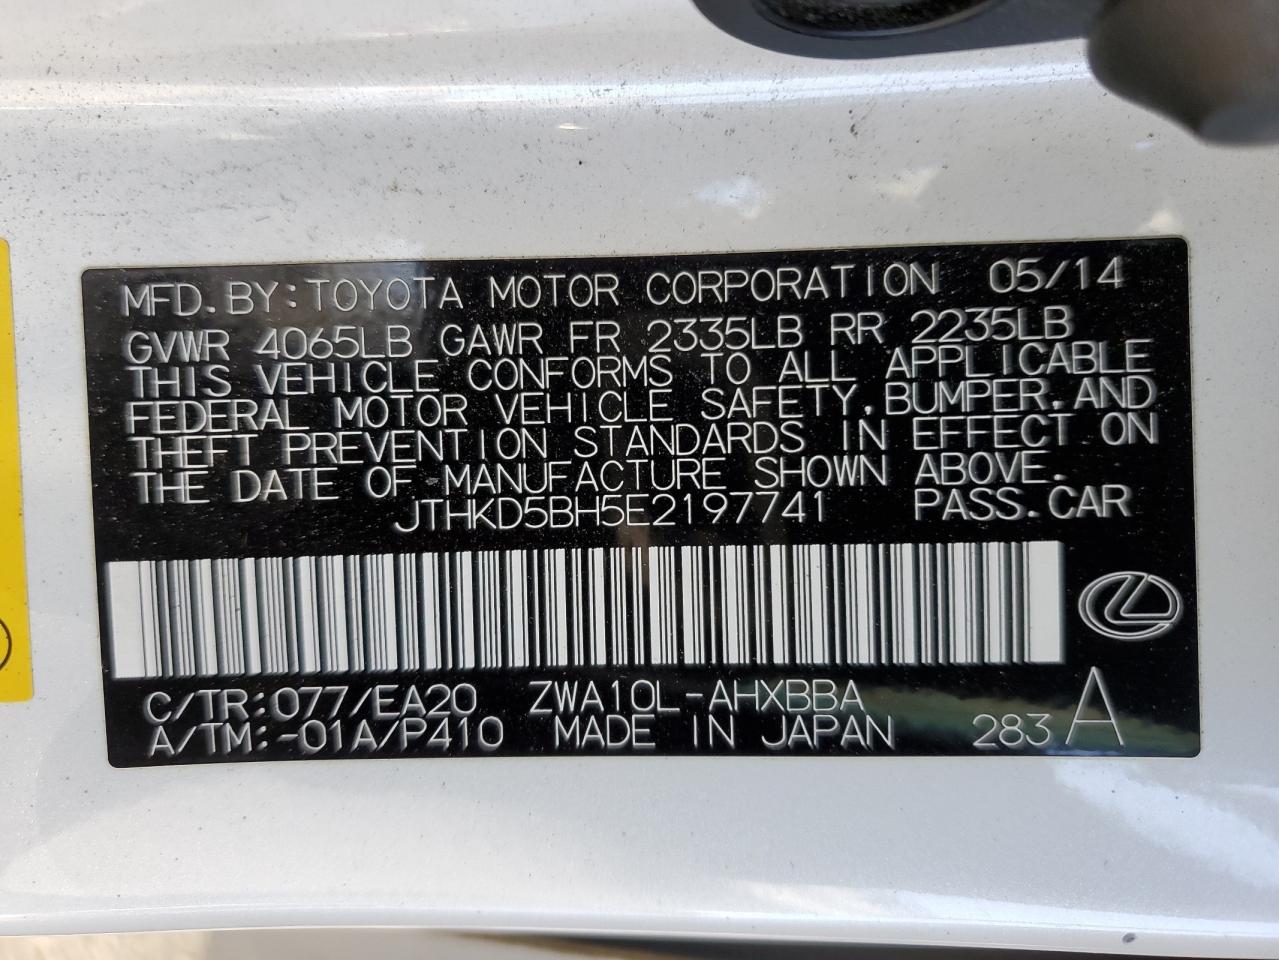 MFD.BY:TOYOTA MOTOR CORPORATION 05/14
GVWR 4065LB GAWR FR 2335LB RR 2235LB
THIS VEHICLE CONFORMS TO ALL APPLICABLE
FEDERAL MOTOR VEHICLE SAFETY,BUMPER,AND
THEFT PREVENTION STANDARDS IN EFFECT ON
THE DATE OF MANUFACTURE SHOWN ABOVE.
JTHKD5BH5E2197741 PASS.CAR
C/TR:077/EA20 ZWA10L-AHXBBA
A/TM:-01A/P410 MADE IN JAPAN 283 A